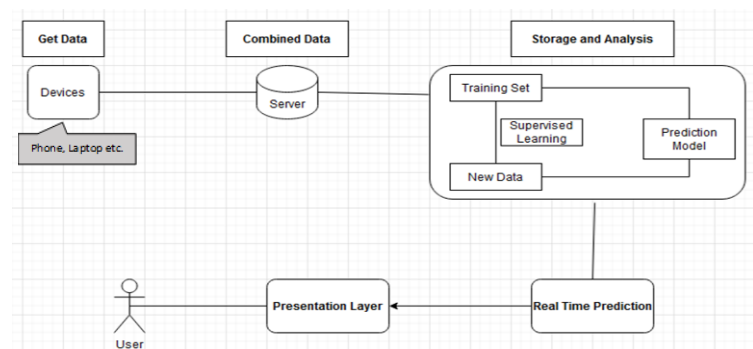 Get Data
Combined Data
Storage and Analysis
Devices
Server
Phone, Laptop etc.
Training Set
Supervised
Learning
New Data
Prediction
Model
User
Presentation Layer
Real Time Prediction